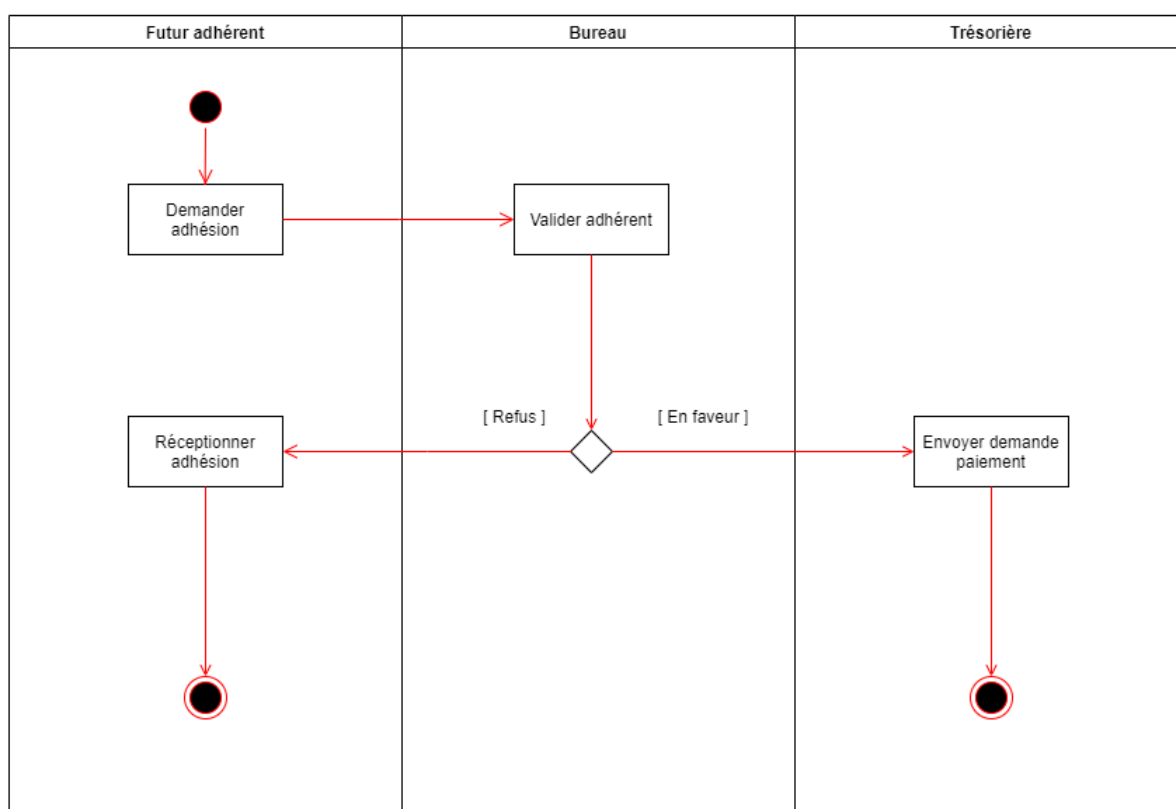 Futur adhérent
Bureau
Trésorière
Demander
adhésion
Valider adhérent
[ Refus ]
[ En faveur ]
Réceptionner
adhésion
Envoyer demande
paiement